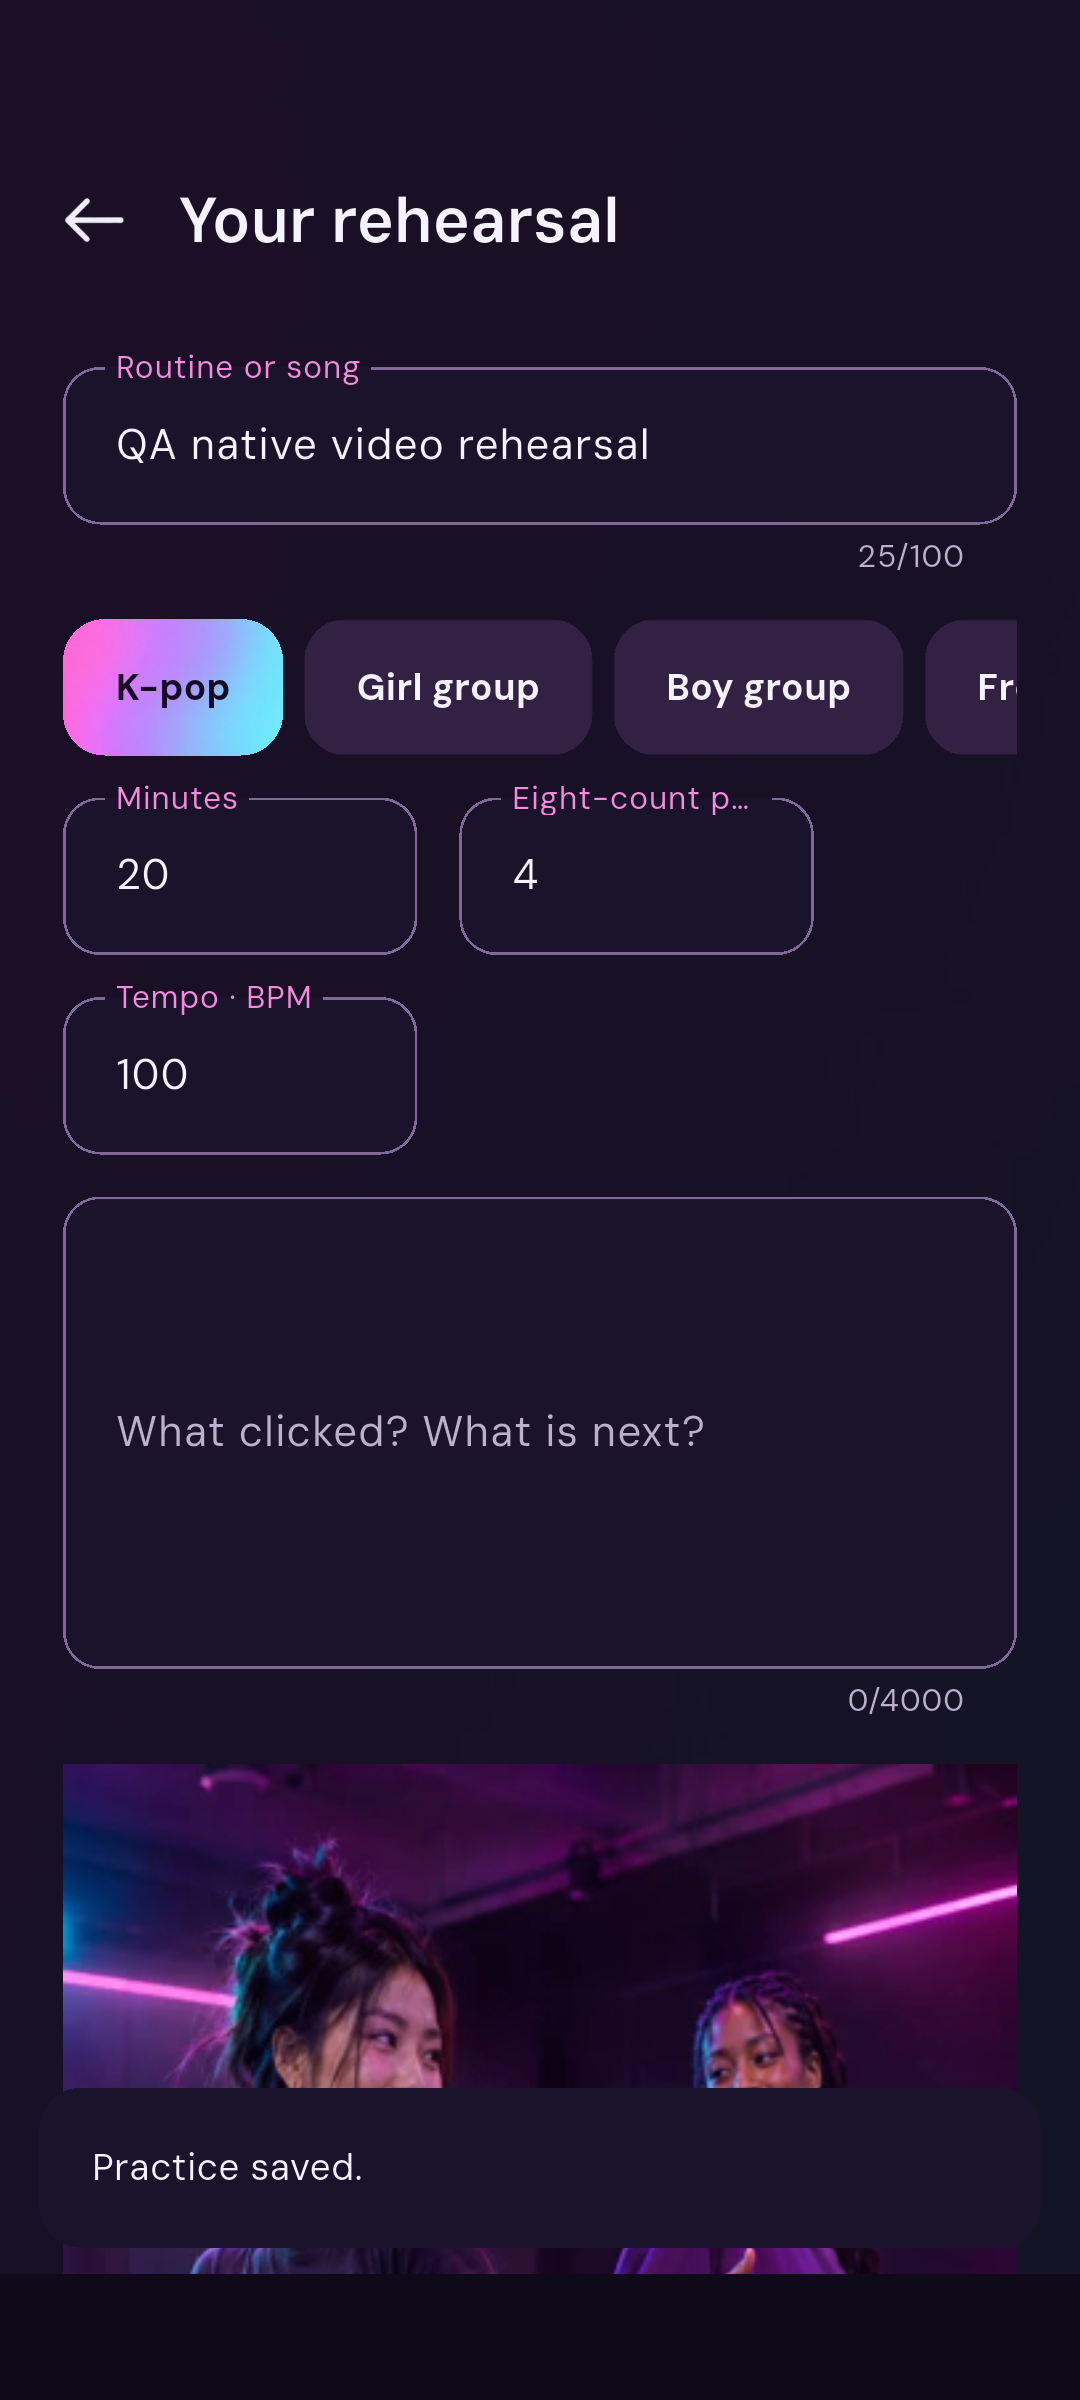 Your rehearsal
Routine or song
QA native video rehearsal
25/100
K-pop Girl group Boy group
Minutes Eight-count p...
20 4
Tempo · BPM
100
What clicked? What is next?
0/4000
Practice saved.